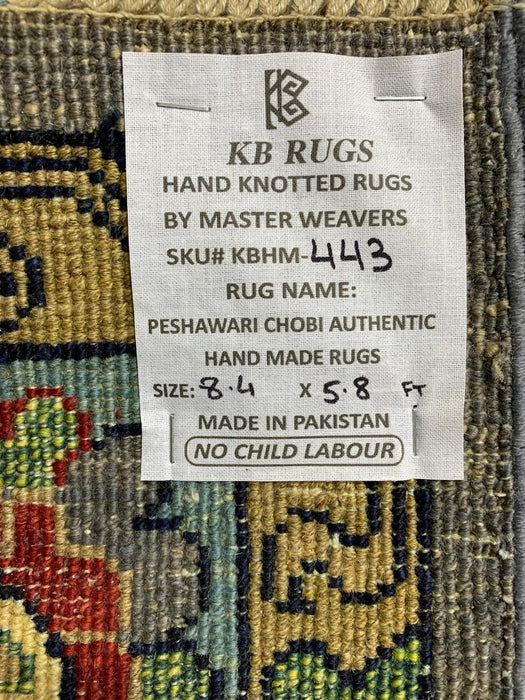 KB
KB RUGS
HAND KNOTTED RUGS
BY MASTER WEAVERS
SKU# KBHM-443
RUG NAME:
PESHAWARI CHOBI AUTHENTIC
HAND MADE RUGS
SIZE: 8.4 X 5.8 FT
MADE IN PAKISTAN
NO CHILD LABOUR